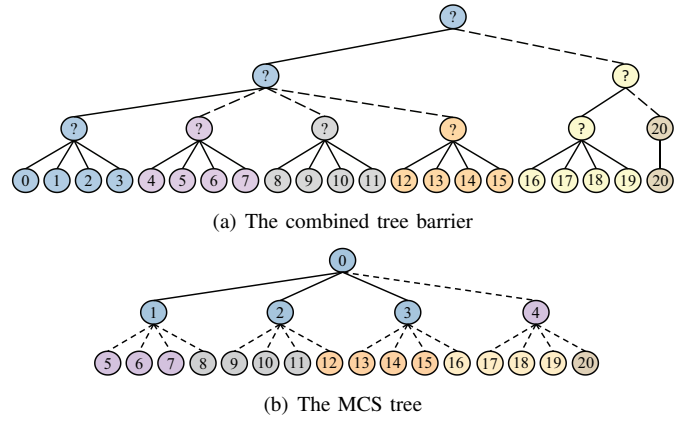 ?
? ?
? ? ? ? ? 20
0 1 2 3 4 5 6 7 8 9 10 11 12 13 14 15 16 17 18 19 20
(a) The combined tree barrier
0
1 2 3 4
5 6 7 8 9 10 11 12 13 14 15 16 17 18 19 20
(b) The MCS tree